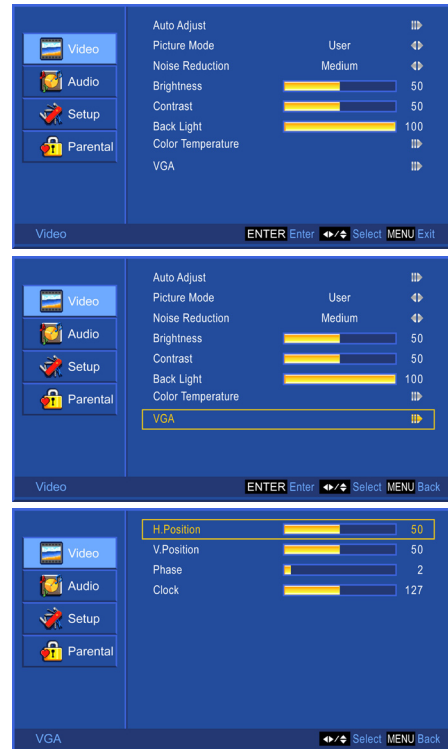 Auto Adjust
Video Picture Mode User
Noise Reduction Medium
Audio Brightness 50
Contrast 50
Setup Back Light 100
Parental Color Temperature
VGA
Video ENTER Enter / Select MENU Exit
Auto Adjust
Video Picture Mode User
Noise Reduction Medium
Audio Brightness 50
Contrast 50
Setup Back Light 100
Parental Color Temperature
VGA
Video ENTER Enter / Select MENU Back
H.Position 50
Video V.Position 50
Phase 2
Audio Clock 127
Setup
Parental
VGA / Select MENU Back